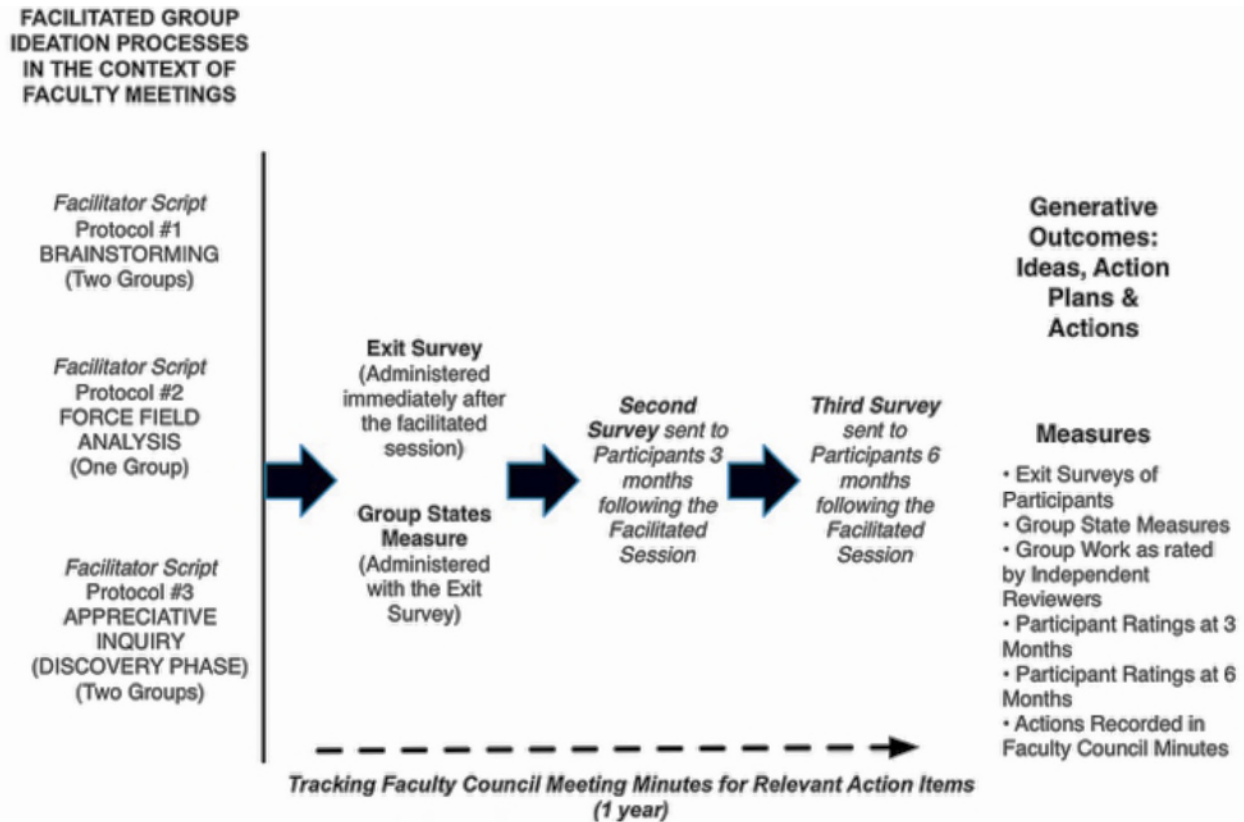 FACILITATED GROUP
IDEATION PROCESSES
IN THE CONTEXT OF
FACULTY MEETINGS
Facilitator Script
Protocol #1
BRAINSTORMING
(Two Groups)
Facilitator Script
Protocol #2
FORCE FIELD
ANALYSIS
(One Group)
Facilitator Script
Protocol #3
APPRECIATIVE
INQUIRY
(DISCOVERY PHASE)
(Two Groups)
Exit Survey
(Administered
immediately after
the facilitated
session)
Group States
Measure
(Administered
with the Exit
Survey)
Second
Survey sent to
Participants 3
months
following the
Facilitated
Session
Third Survey
sent to
Participants 6
months
following the
Facilitated
Session
Generative
Outcomes:
Ideas, Action
Plans &
Actions
Measures
• Exit Surveys of
Participants
• Group State Measures
• Group Work as rated
by Independent
Reviewers
• Participant Ratings at 3
Months
• Participant Ratings at 6
Months
• Actions Recorded in
Faculty Council Minutes
Tracking Faculty Council Meeting Minutes for Relevant Action Items
(1 year)